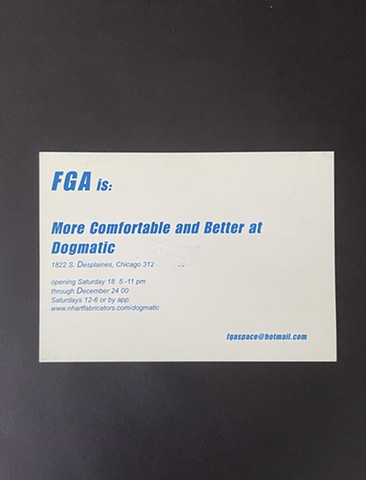 FGA is:
More Comfortable and Better at
Dogmatic
1822 S. Desplaines, Chicago 312
opening Saturday 18 5 -11 pm
through December 24 00
Saturdays 12-6 or by app.
www.nhartfabricators.com/dogmatic
fgaspace@hotmail.com